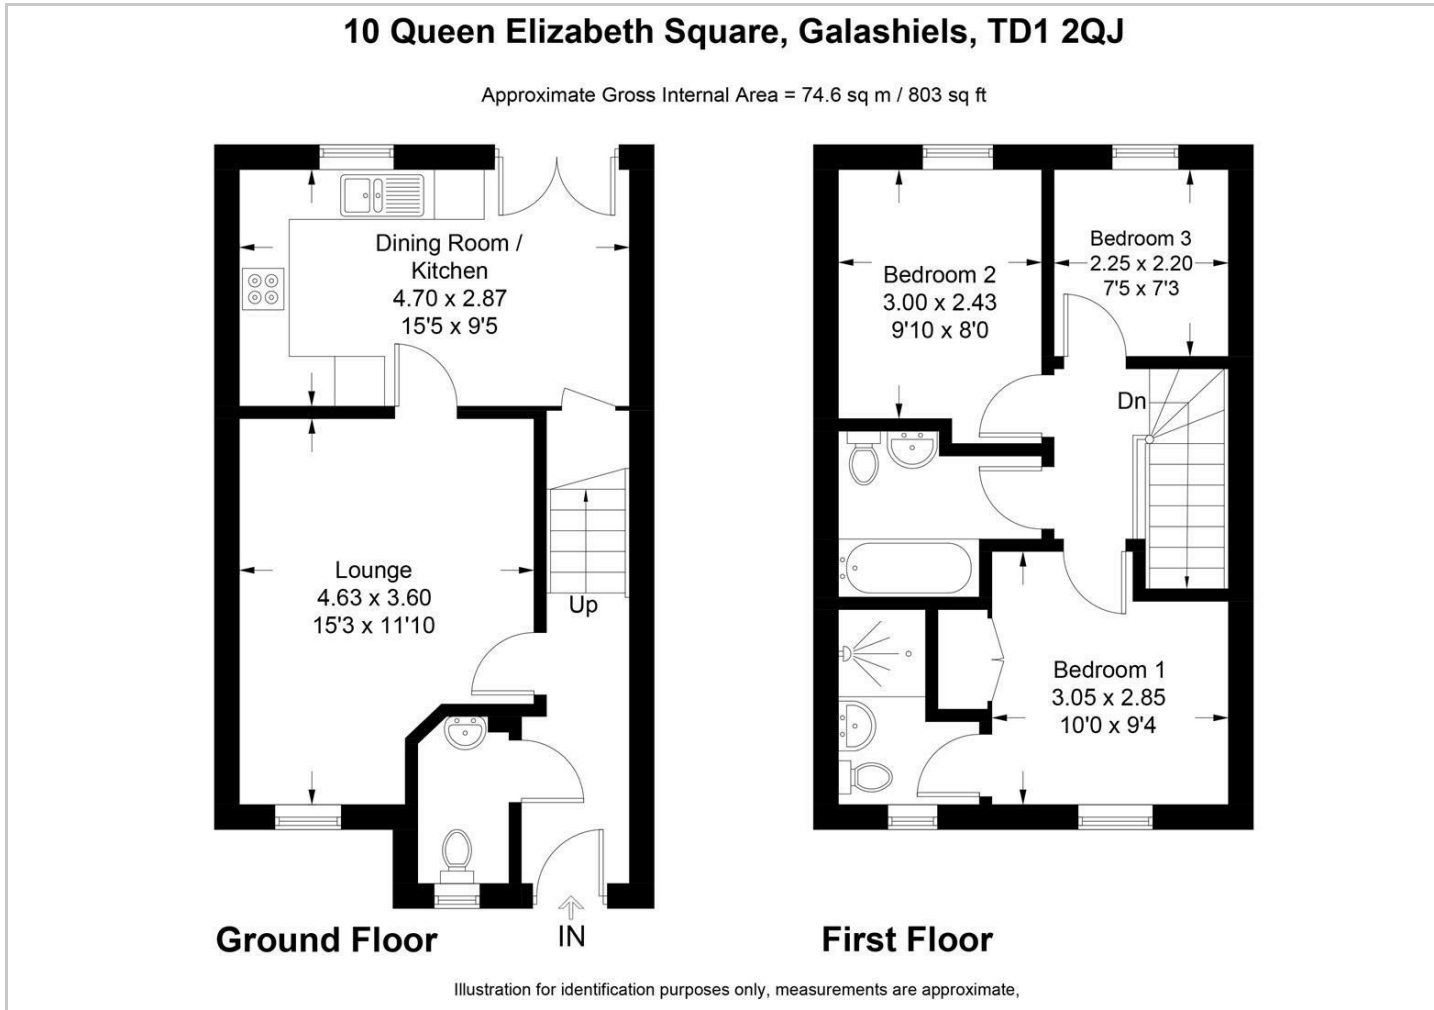 10 Queen Elizabeth Square, Galashiels, TD1 2QJ
Approximate Gross Internal Area = 74.6 sq m / 803 sq ft
Dining Room /
Kitchen
4.70 x 2.87
15'5 x 9'5
Lounge
4.63 x 3.60
15'3 x 11'10
Up
IN
Ground Floor
Bedroom 2
3.00 x 2.43
9'10 x 8'0
Bedroom 3
2.25 x 2.20
7'5 x 7'3
Dn
Bedroom 1
3.05 x 2.85
10'0 x 9'4
First Floor
Illustration for identification purposes only, measurements are approximate,